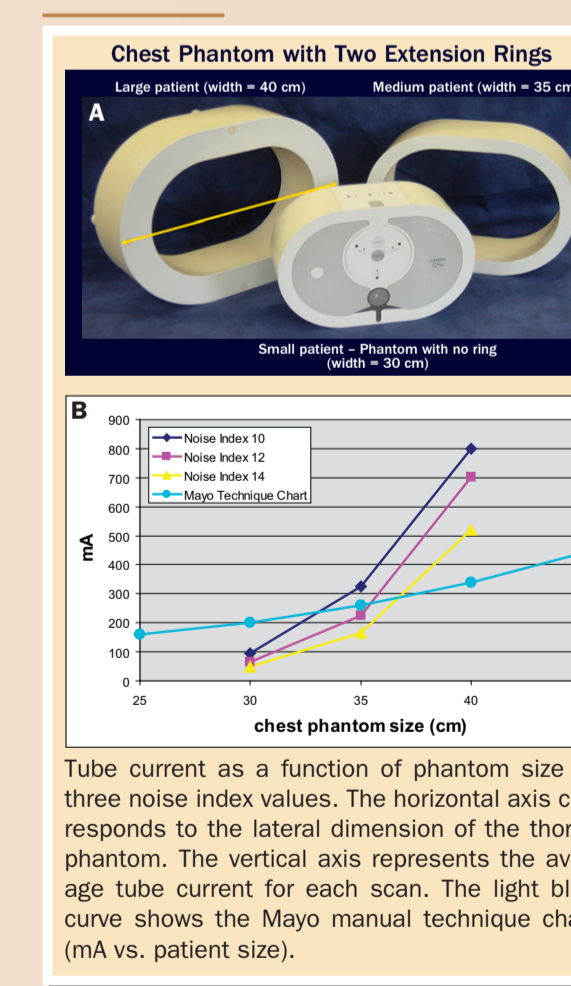 Chest Phantom with Two Extension Rings
Large patient (width = 40 cm)
Medium patient (width = 35 cm
A
Small patient – Phantom with no ring
(width = 30 cm)
B
900
800
700
600
500
400
300
200
100
0
mA
Noise Index 10
Noise Index 12
Noise Index 14
Mayo Technique Chart
25
30
35
40
chest phantom size (cm)
Tube current as a function of phantom size
three noise index values. The horizontal axis c
responds to the lateral dimension of the thor
phantom. The vertical axis represents the av
age tube current for each scan. The light bl
curve shows the Mayo manual technique cha
(mA vs. patient size).